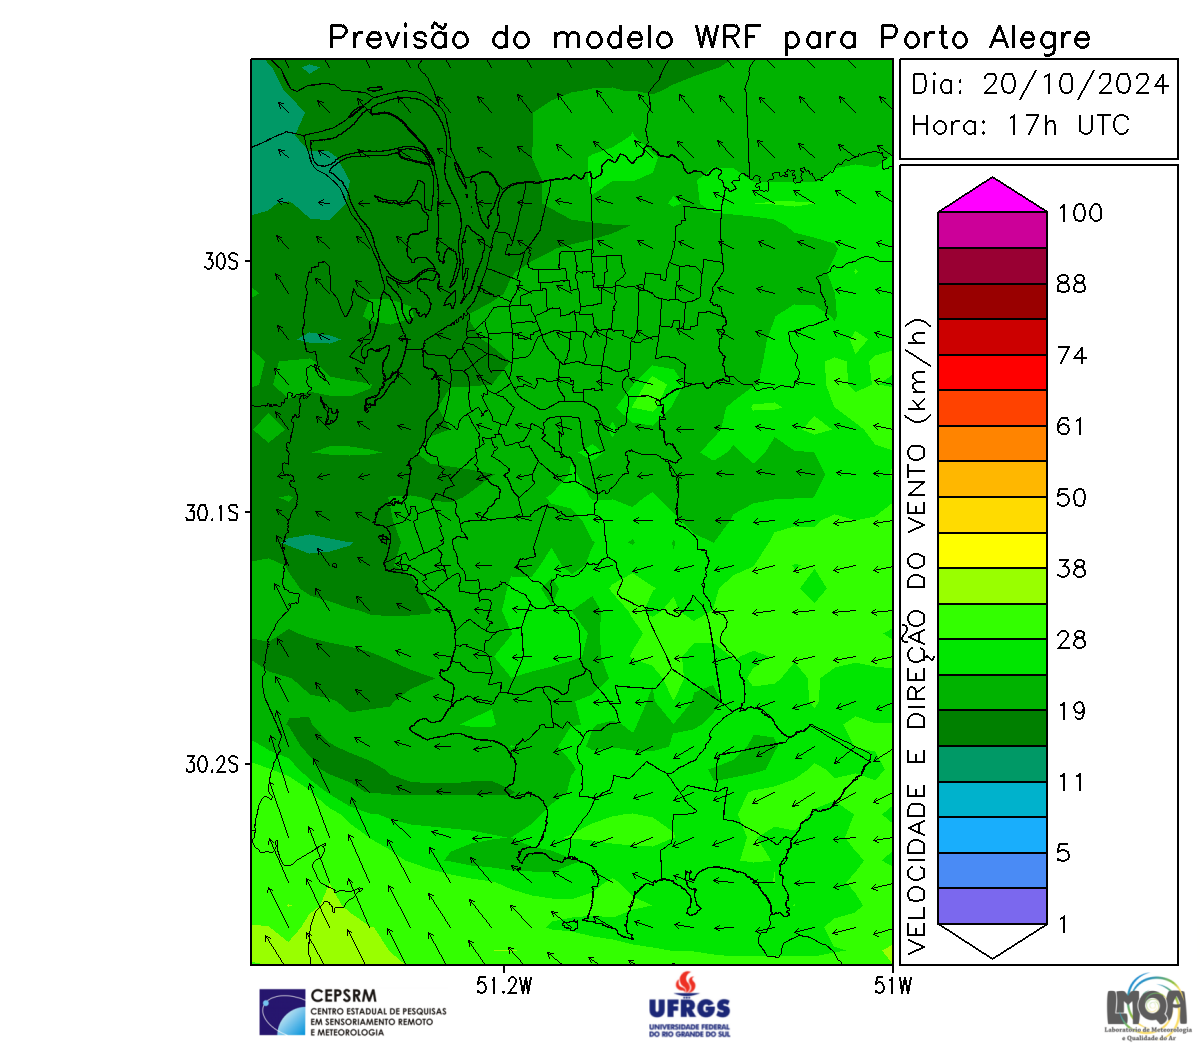 Previsão do modelo WRF para Porto Alegre
Dia: 20/10/2024
Hora: 17h UTC
30S
30.1S
30.2S
51.2W
51W
VELOCIDADE E DIREÇÃO DO VENTO (km/h)
100
88
74
61
50
38
28
19
11
5
1
CEPSRM
CENTRO ESTADUAL DE PESQUISAS
EM SENSORIAMENTO REMOTO
E METEOROLOGIA
UFRGS
UNIVERSIDADE FEDERAL
DO RIO GRANDE DO SUL
LMQA
Laboratório de Meteorologia
e Qualidade do Ar